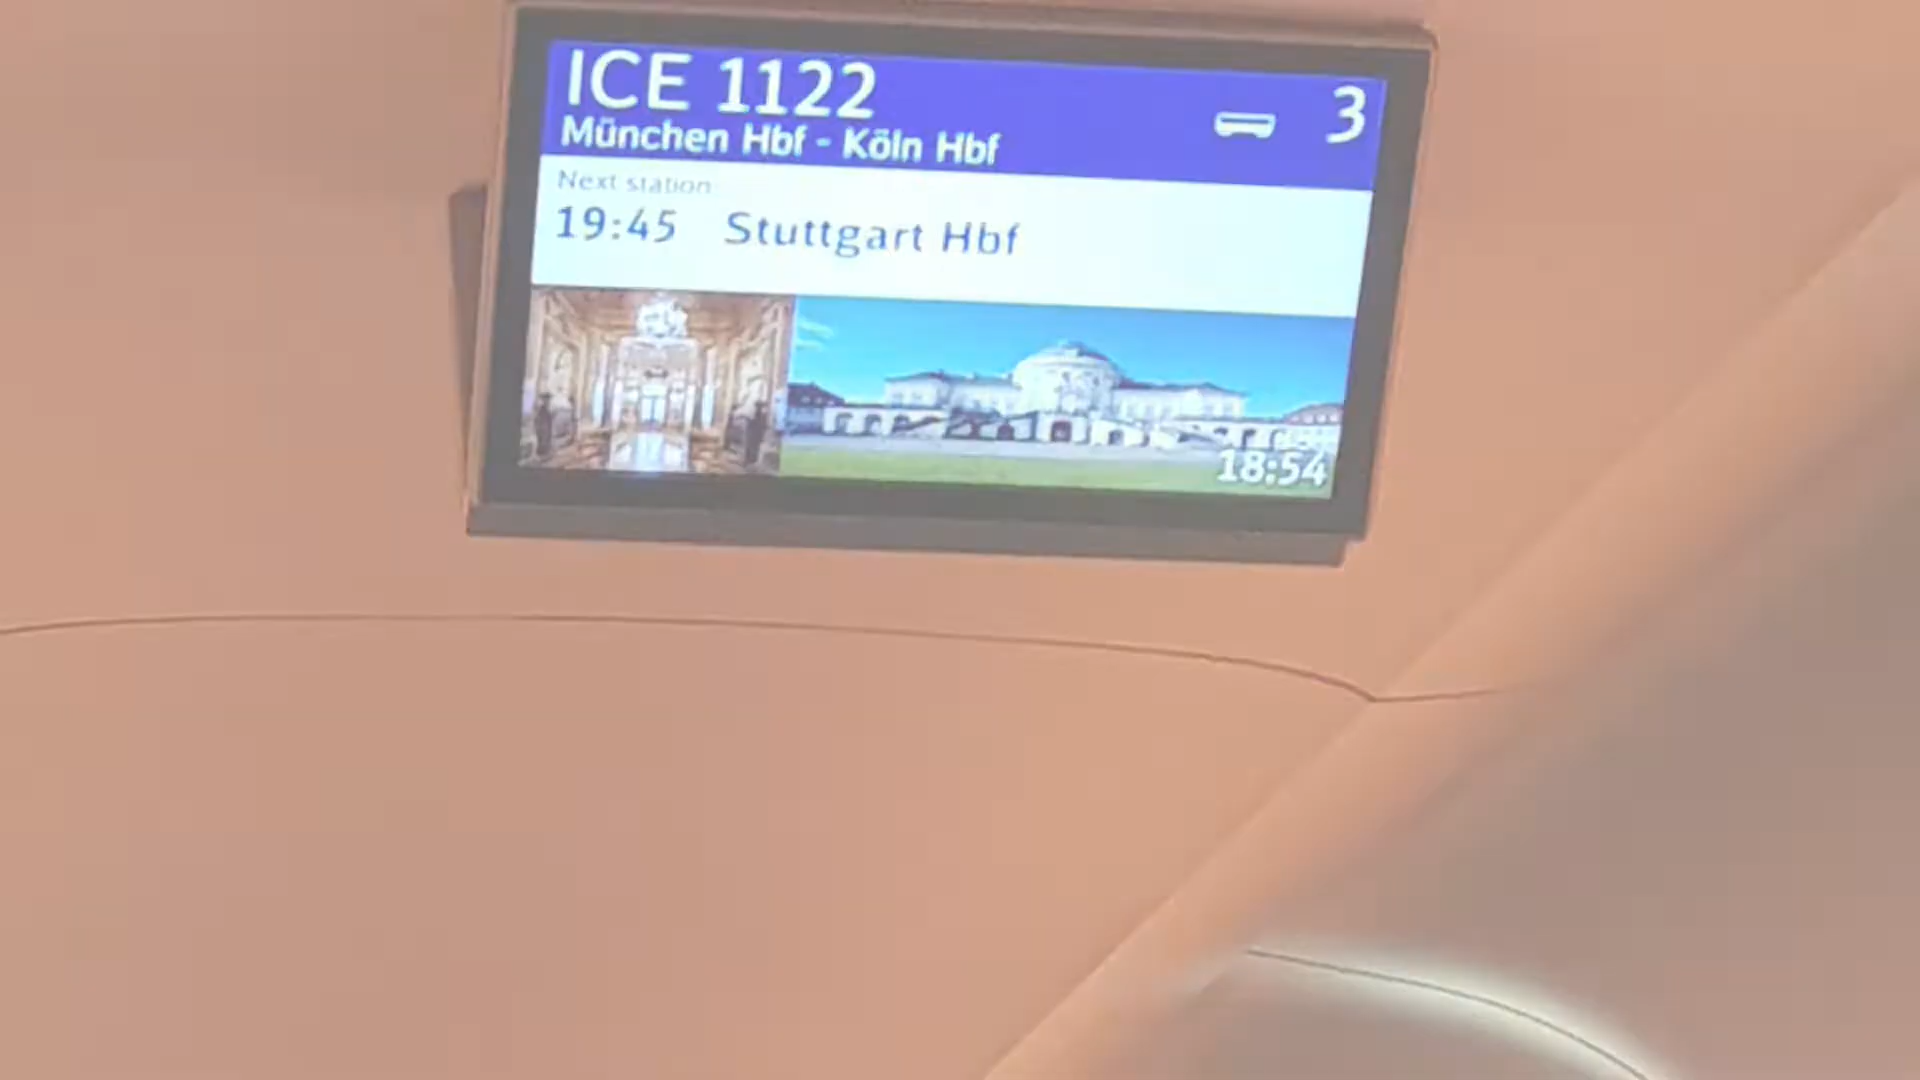 ICE 1122
3
München Hbf - Köln Hbf
Next station
19:45 Stuttgart Hbf
18:54